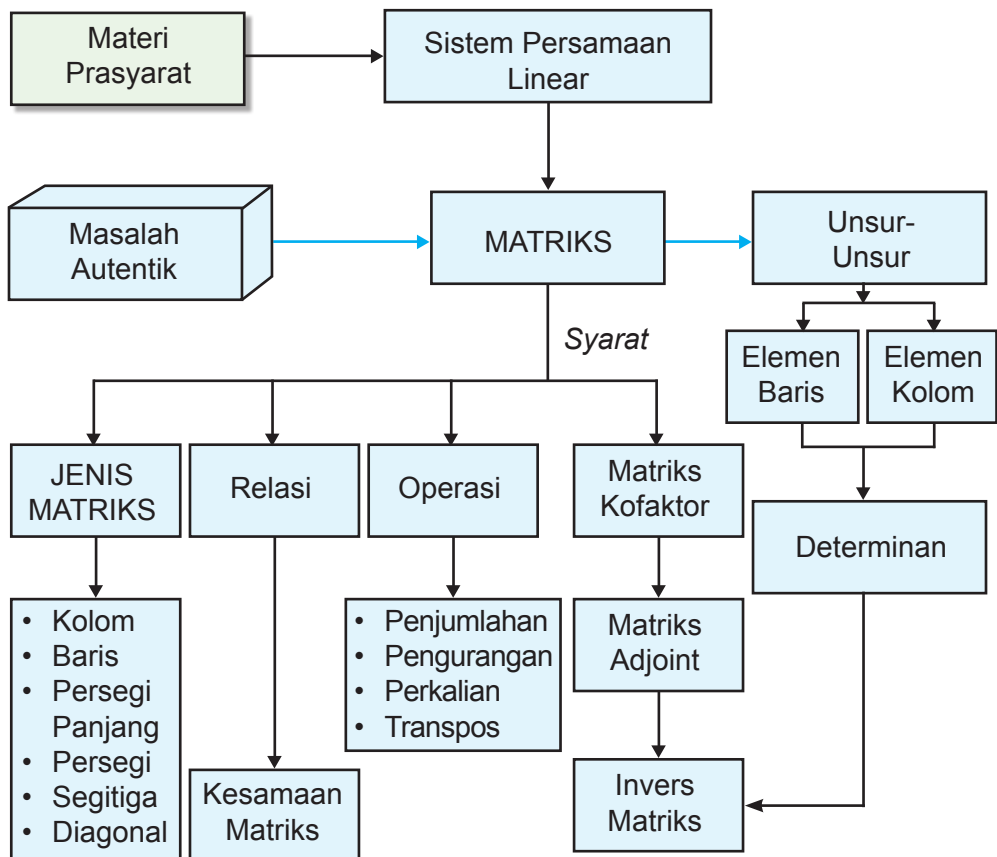 Materi
Prasyarat
Sistem Persamaan
Linear
Masalah
Autentik
MATRIKS
Unsur-
Unsur
Syarat
Elemen
Baris
Elemen
Kolom
JENIS
MATRIKS
Relasi
Operasi
Matriks
Kofaktor
Determinan
• Kolom
• Baris
• Persegi
Panjang
• Persegi
• Segitiga
• Diagonal
Kesamaan
Matriks
• Penjumlahan
• Pengurangan
• Perkalian
• Transpos
Matriks
Adjoint
Invers
Matriks